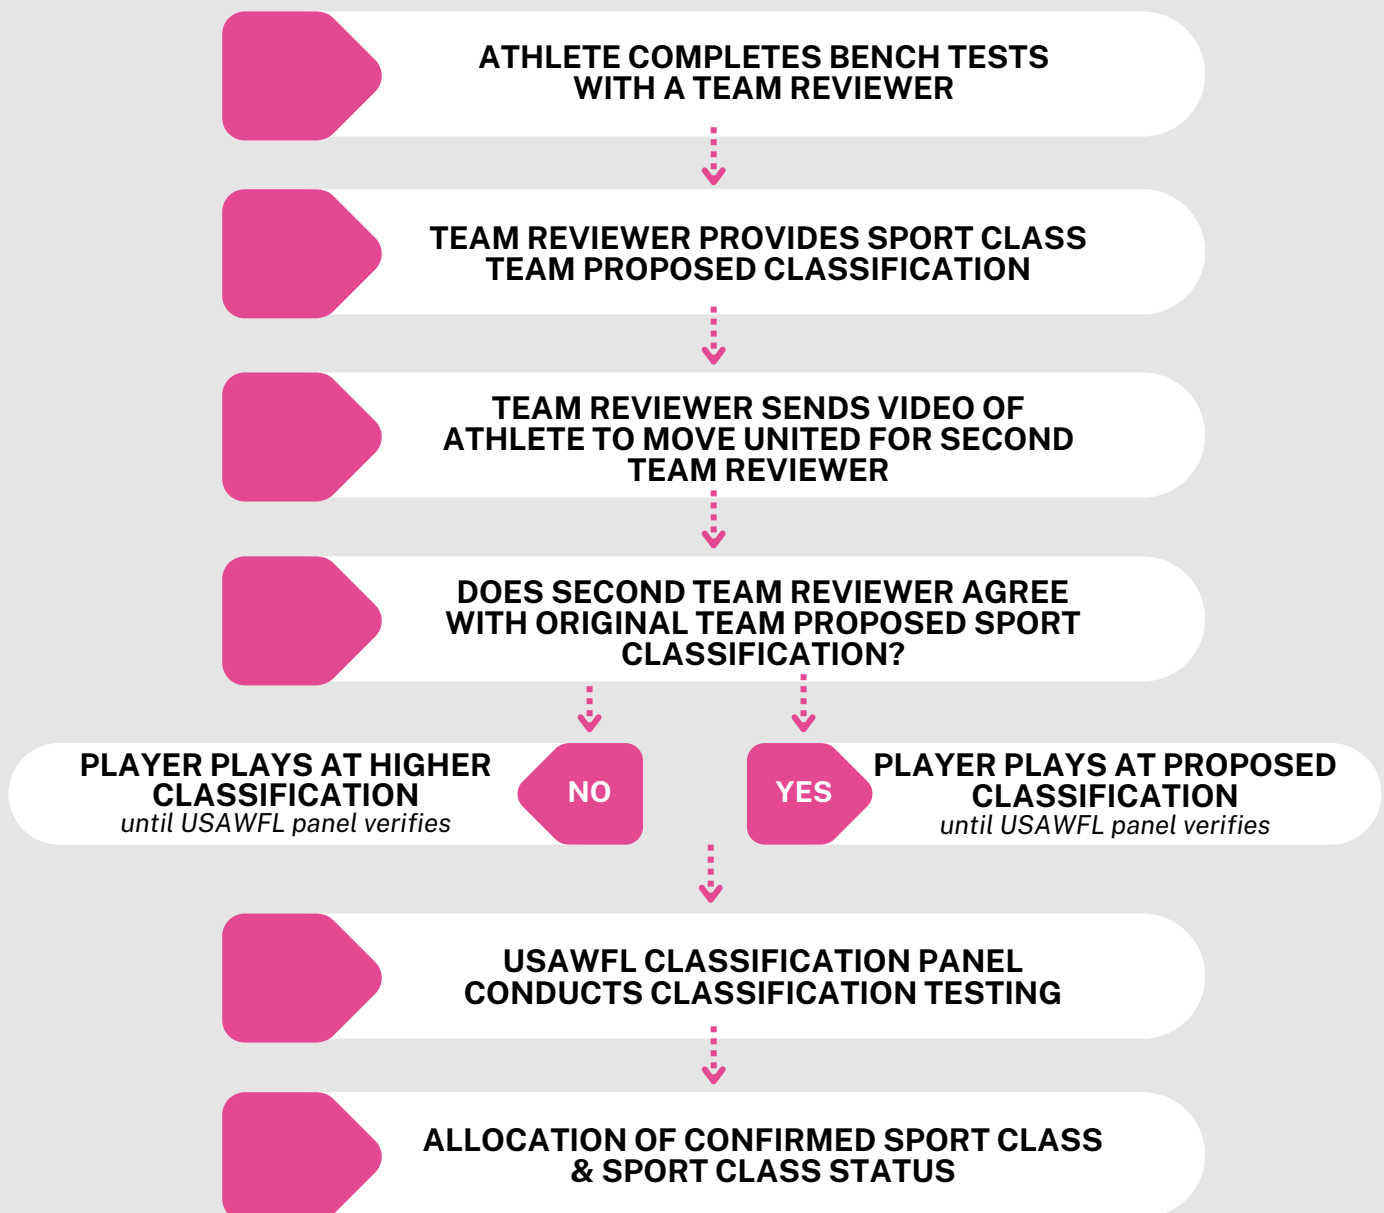 ATHLETE COMPLETES BENCH TESTS
WITH A TEAM REVIEWER
TEAM REVIEWER PROVIDES SPORT CLASS
TEAM PROPOSED CLASSIFICATION
TEAM REVIEWER SENDS VIDEO OF
ATHLETE TO MOVE UNITED FOR SECOND
TEAM REVIEWER
DOES SECOND TEAM REVIEWER AGREE
WITH ORIGINAL TEAM PROPOSED SPORT
CLASSIFICATION?
PLAYER PLAYS AT HIGHER
CLASSIFICATION
until USAWFL panel verifies
NO
YES
PLAYER PLAYS AT PROPOSED
CLASSIFICATION
until USAWFL panel verifies
USAWFL CLASSIFICATION PANEL
CONDUCTS CLASSIFICATION TESTING
ALLOCATION OF CONFIRMED SPORT CLASS
& SPORT CLASS STATUS